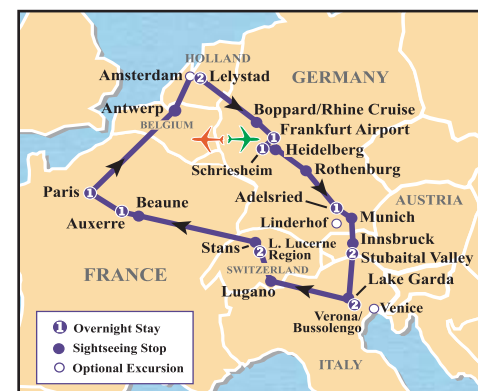 HOLLAND
Amsterdam
2 Lelystad
GERMANY
Antwerp
BELGIUM
Boppard/Rhine Cruise
1 Frankfurt Airport
1 Heidelberg
Schriesheim
Rothenburg
Paris 1
Adelsried
1
AUSTRIA
Beaune
1
Auxerre
Linderhof
Munich
Innsbruck
Stans
2 L. Lucerne
Region
2 Stubaital Valley
SWITZERLAND
FRANCE
Lugano
Lake Garda
2
Verona/
Bussolengo
Venice
ITALY
1 Overnight Stay
Sightseeing Stop
Optional Excursion